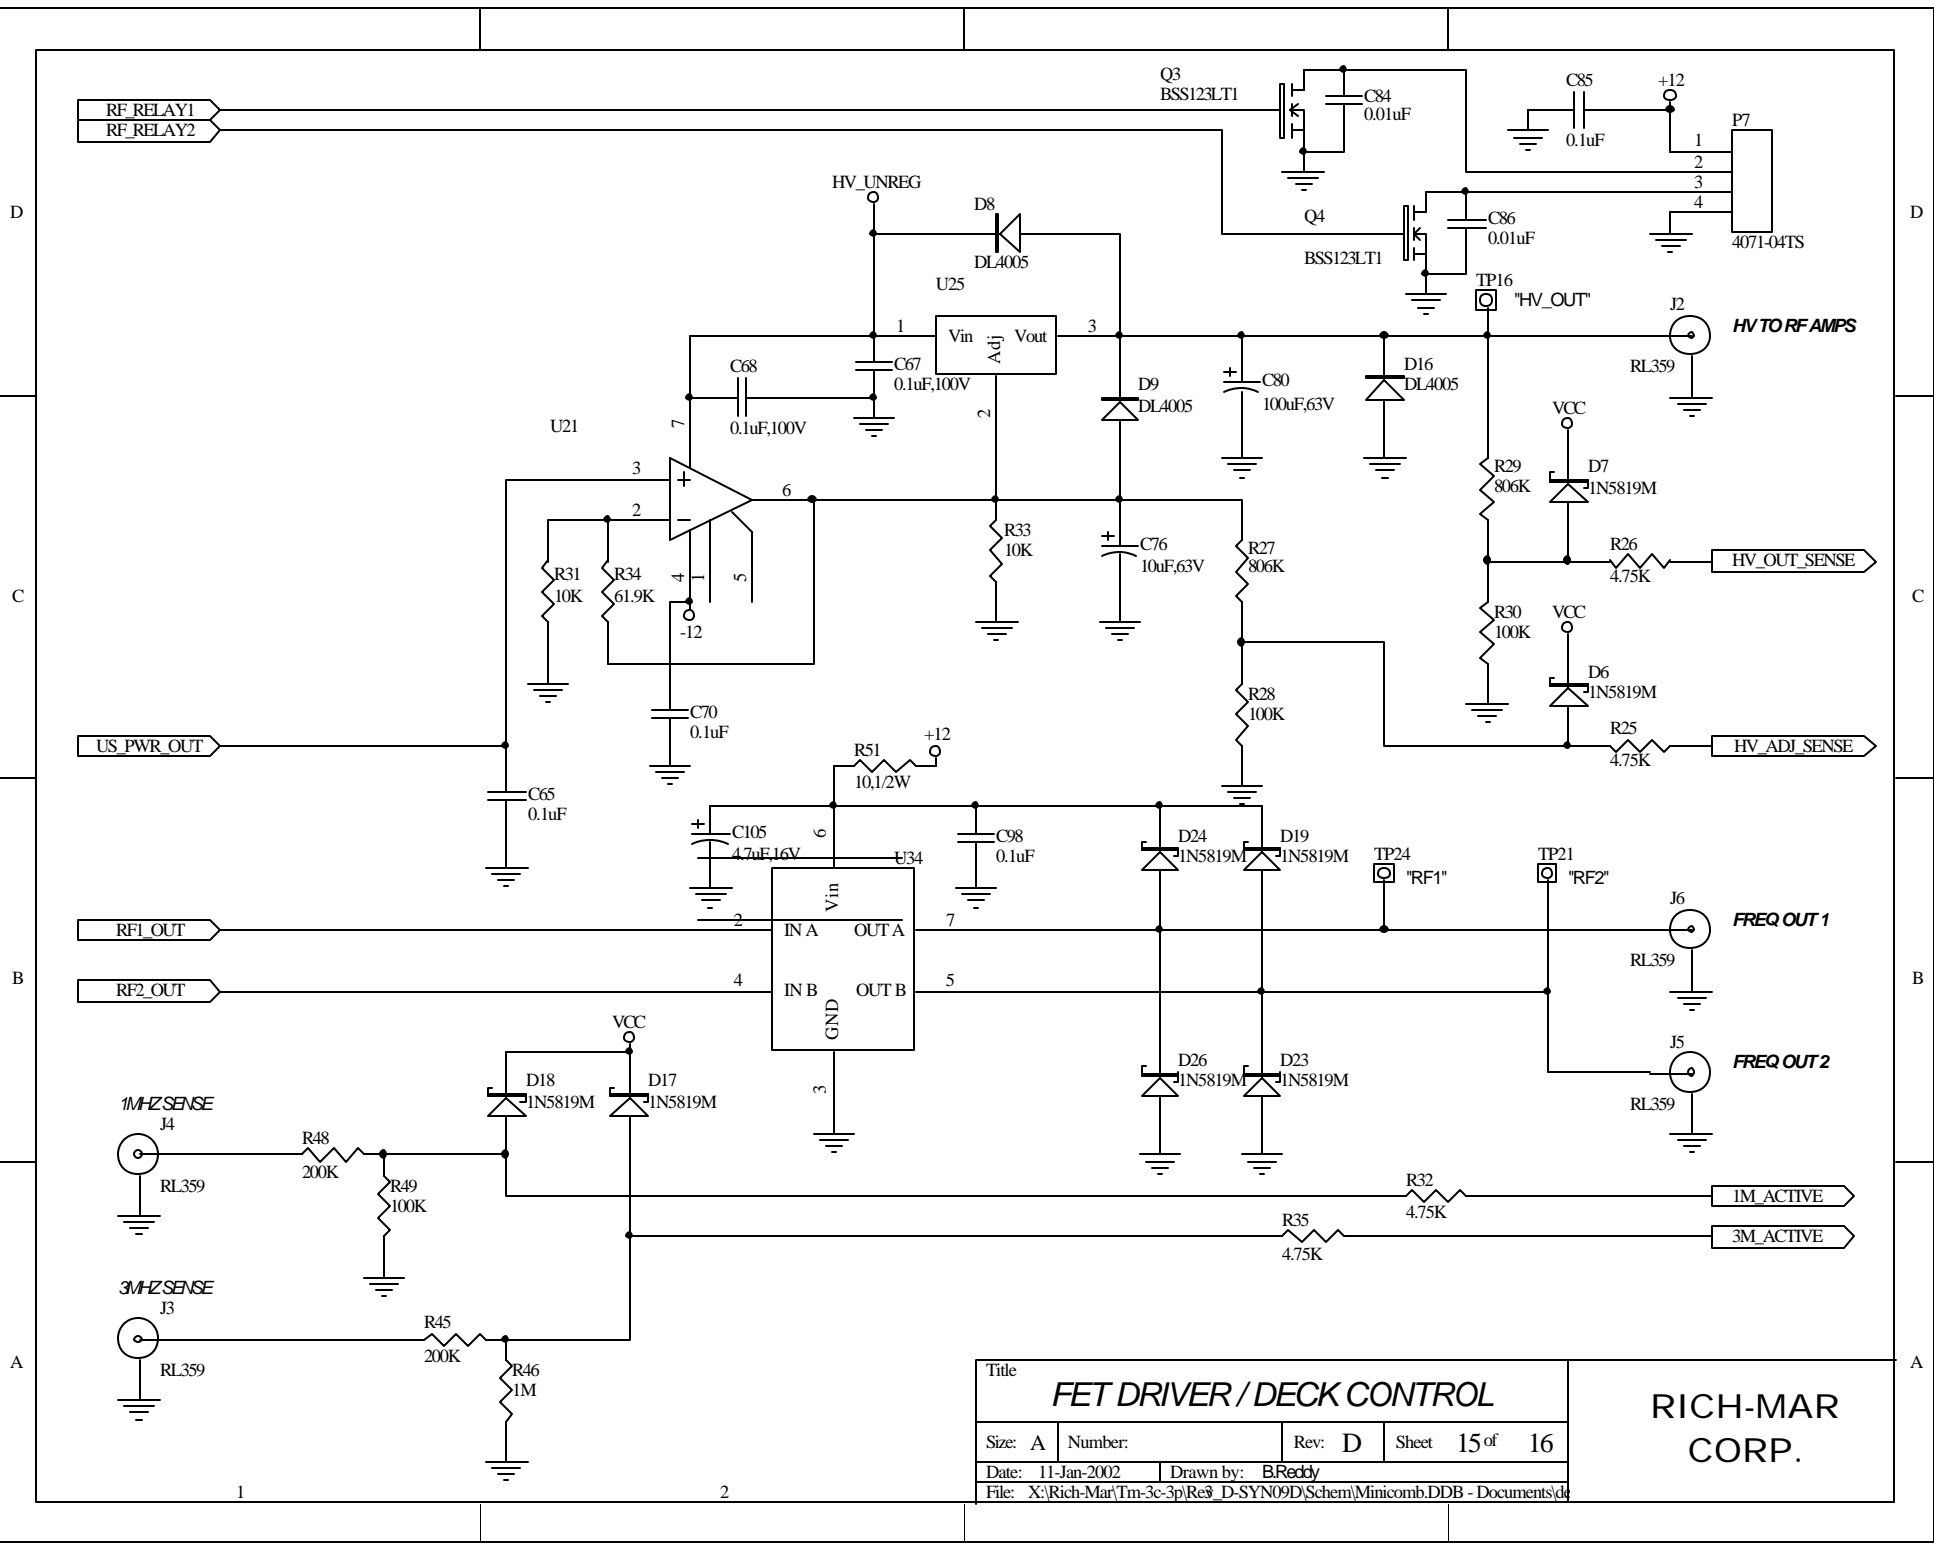 RF_RELAY1
RF_RELAY2
Q3
BSS123LT1
C84
0.01uF
C85
0.1uF
+12
P7
1
2
3
4
4071-04TS
Q4
BSS123LT1
C86
0.01uF
HV_UNREG
D8
DL4005
U25
1
Vin
Adj
Vout
3
2
C67
0.1uF,100V
C68
0.1uF,100V
D9
DL4005
C80
100uF,63V
D16
DL4005
TP16
"HV_OUT"
J2
RL359
HV TO RF AMPS
U21
7
3
+
2
−
6
4
1
5
-12
R31
10K
R34
61.9K
C70
0.1uF
R33
10K
C76
10uF,63V
R27
806K
R28
100K
R29
806K
R30
100K
VCC
D7
1N5819M
R26
4.75K
HV_OUT_SENSE
VCC
D6
1N5819M
R25
4.75K
HV_ADJ_SENSE
US_PWR_OUT
C65
0.1uF
R51
10,1/2W
+12
C105
4.7uF,16V
6
U34
C98
0.1uF
D24
1N5819M
D19
1N5819M
TP24
"RF1"
TP21
"RF2"
RF1_OUT
2
IN A
Vin
OUT A
7
RF2_OUT
4
IN B
GND
OUT B
5
3
J6
RL359
FREQ OUT 1
J5
RL359
FREQ OUT 2
D26
1N5819M
D23
1N5819M
VCC
D18
1N5819M
D17
1N5819M
1MHZ SENSE
J4
RL359
R48
200K
R49
100K
R32
4.75K
1M_ACTIVE
R35
4.75K
3M_ACTIVE
3MHZ SENSE
J3
RL359
R45
200K
R46
1M
D
D
C
C
B
B
A
A
1
2
Title
FET DRIVER / DECK CONTROL
Size: A
Number:
Rev: D
Sheet 15 of 16
Date: 11-Jan-2002
Drawn by: B.Reddy
File: X:\Rich-Mar\Tm-3c-3p\Rev_D-SYN09D\Schem\Minicomb.DDB - Documents\de
RICH-MAR
CORP.